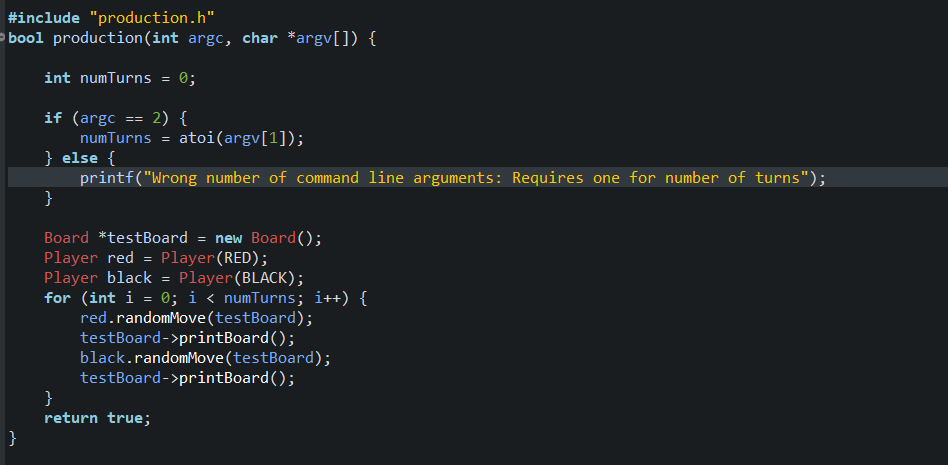 #include "production.h"
bool production(int argc, char *argv[]) {
int numTurns = 0;
if (argc == 2) {
numTurns = atoi(argv[1]);
} else {
printf("Wrong number of command line arguments: Requires one for number of turns");
}
Board *testBoard = new Board();
Player red = Player(RED);
Player black = Player(BLACK);
for (int i = 0; i < numTurns; i++) {
red.randomMove(testBoard);
testBoard->printBoard();
black.randomMove(testBoard);
testBoard->printBoard();
}
return true;
}